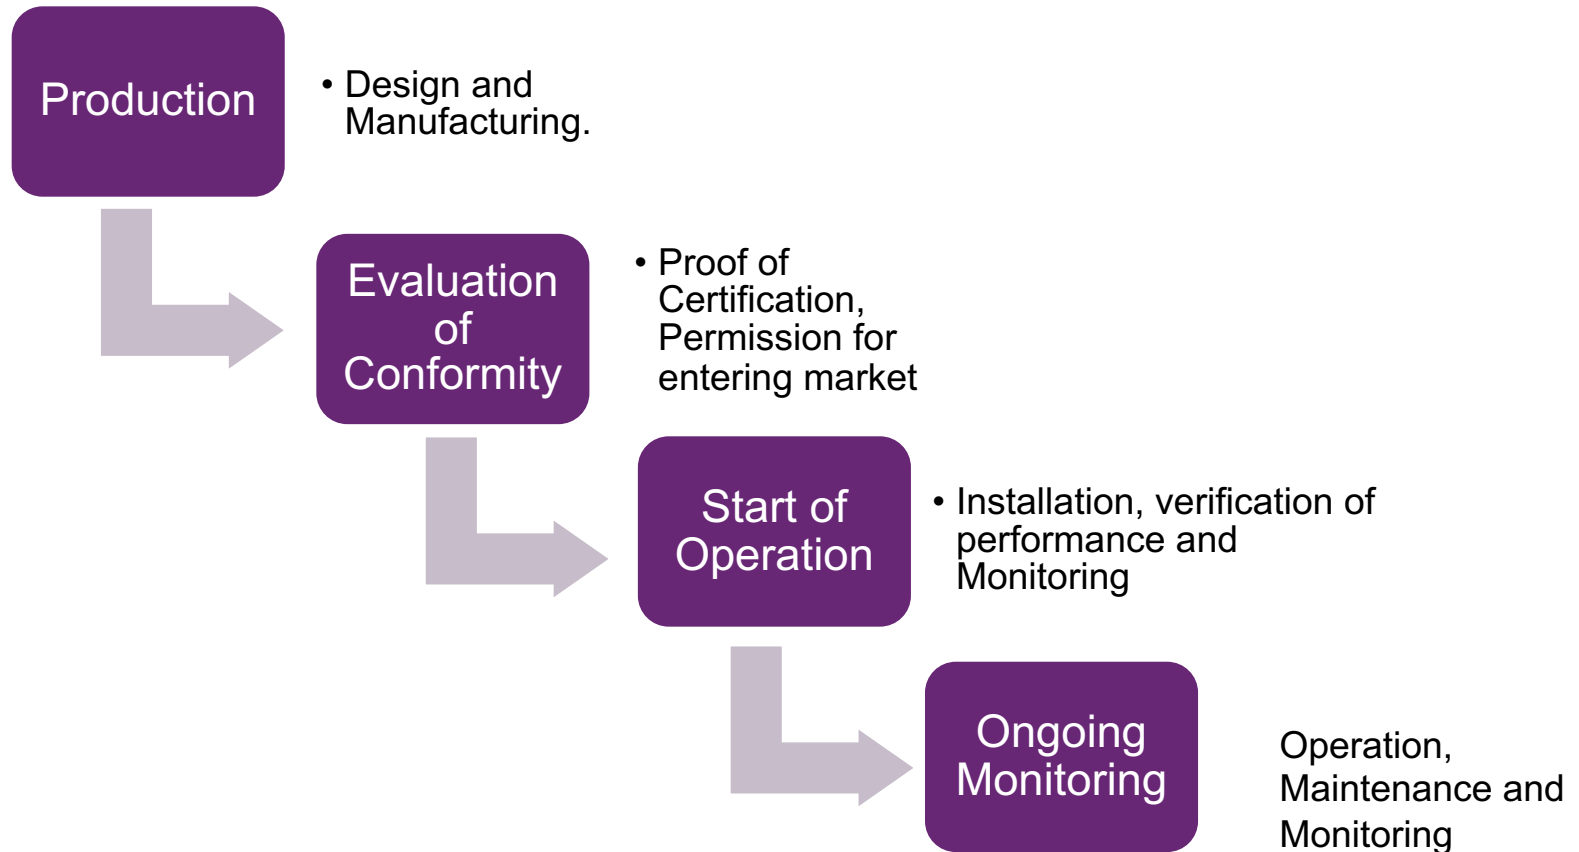 Production
• Design and
Manufacturing.
Evaluation
of
Conformity
• Proof of
Certification,
Permission for
entering market
Start of
Operation
• Installation, verification of
performance and
Monitoring
Ongoing
Monitoring
Operation,
Maintenance and
Monitoring